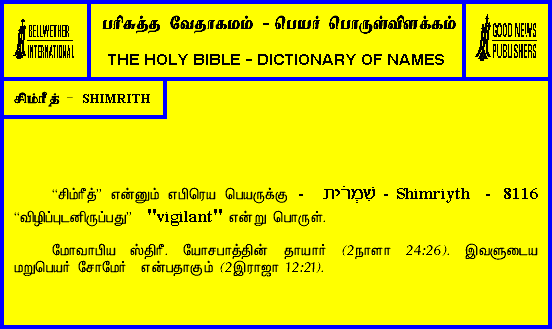 BELLWETHER
INTERNATIONAL
பரிசுத்த வேதாகமம் - பெயர் பொருள்விளக்கம்
THE HOLY BIBLE - DICTIONARY OF NAMES
GOOD NEWS
PUBLISHERS
சிம்ரீத் - SHIMRITH
“சிம்ரீத்” என்னும் எபிரெய பெயருக்கு - שִׁמְרִית - Shimriyth - 8116
“விழிப்புடனிருப்பது” "vigilant" என்று பொருள்.
மோவாபிய ஸ்திரீ. யோசபாத்தின் தாயார் (2நாளா 24:26). இவளுடைய
மறுபெயர் சோமேர் என்பதாகும் (2இராஜா 12:21).